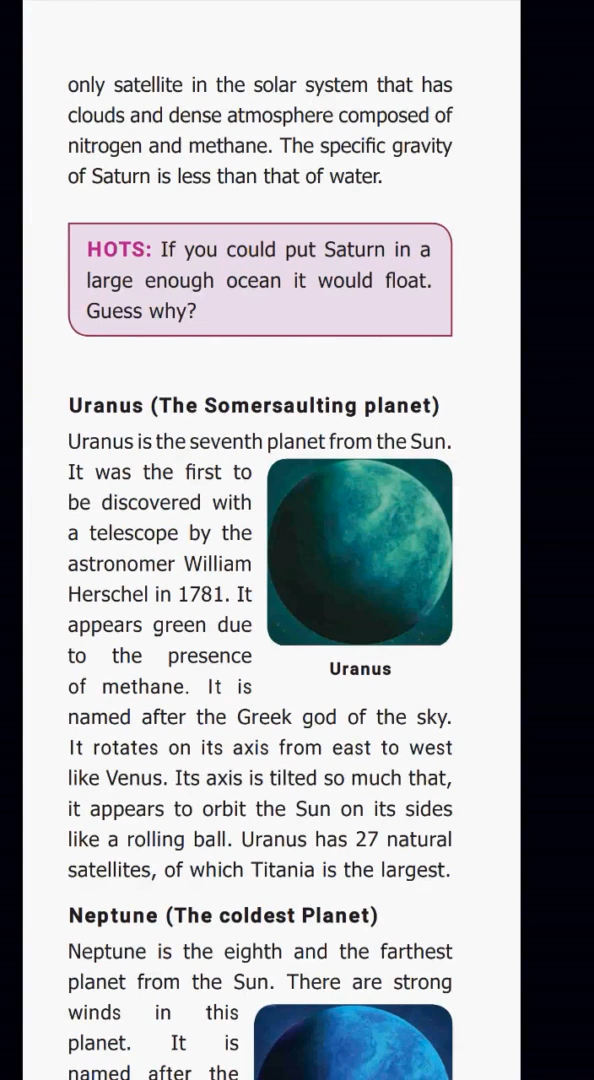 only satellite in the solar system that has
clouds and dense atmosphere composed of
nitrogen and methane. The specific gravity
of Saturn is less than that of water.
HOTS: If you could put Saturn in a
large enough ocean it would float.
Guess why?
Uranus (The Somersaulting planet)
Uranus is the seventh planet from the Sun.
It was the first to
be discovered with
a telescope by the
astronomer William
Herschel in 1781. It
appears green due
to the presence
of methane. It is
Uranus
named after the Greek god of the sky.
It rotates on its axis from east to west
like Venus. Its axis is tilted so much that,
it appears to orbit the Sun on its sides
like a rolling ball. Uranus has 27 natural
satellites, of which Titania is the largest.
Neptune (The coldest Planet)
Neptune is the eighth and the farthest
planet from the Sun. There are strong
winds in this
planet. It is
named after the